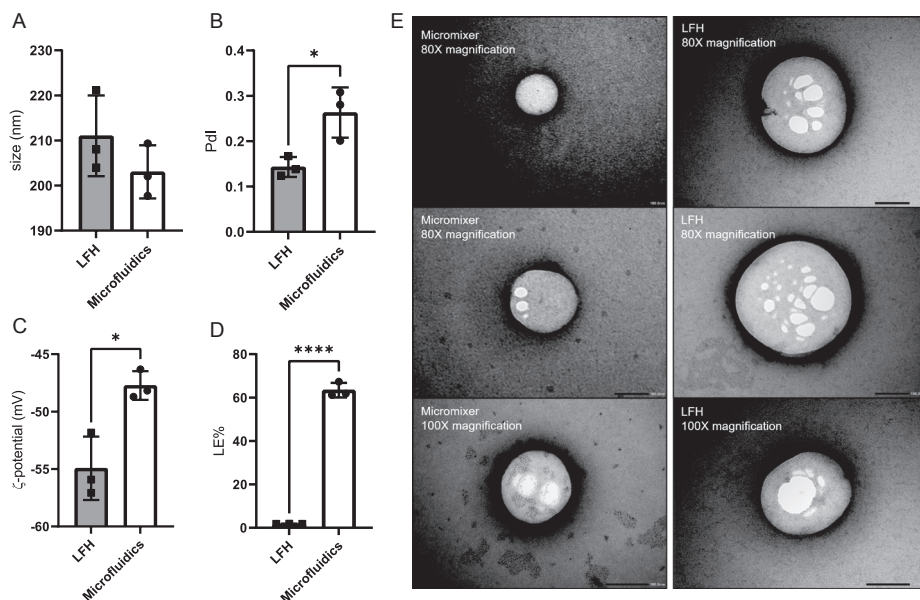 A
230
220
210
200
190
size (nm)
LFH
Microfluidics
B
0.4
0.3
0.2
0.1
0.0
PdI
*
LFH
Microfluidics
C
-45
-50
-55
-60
ζ-potential (mV)
*
LFH
Microfluidics
D
80
60
40
20
0
LE%
****
LFH
Microfluidics
E
Micromixer
80X magnification
LFH
80X magnification
Micromixer
80X magnification
LFH
80X magnification
Micromixer
100X magnification
LFH
100X magnification